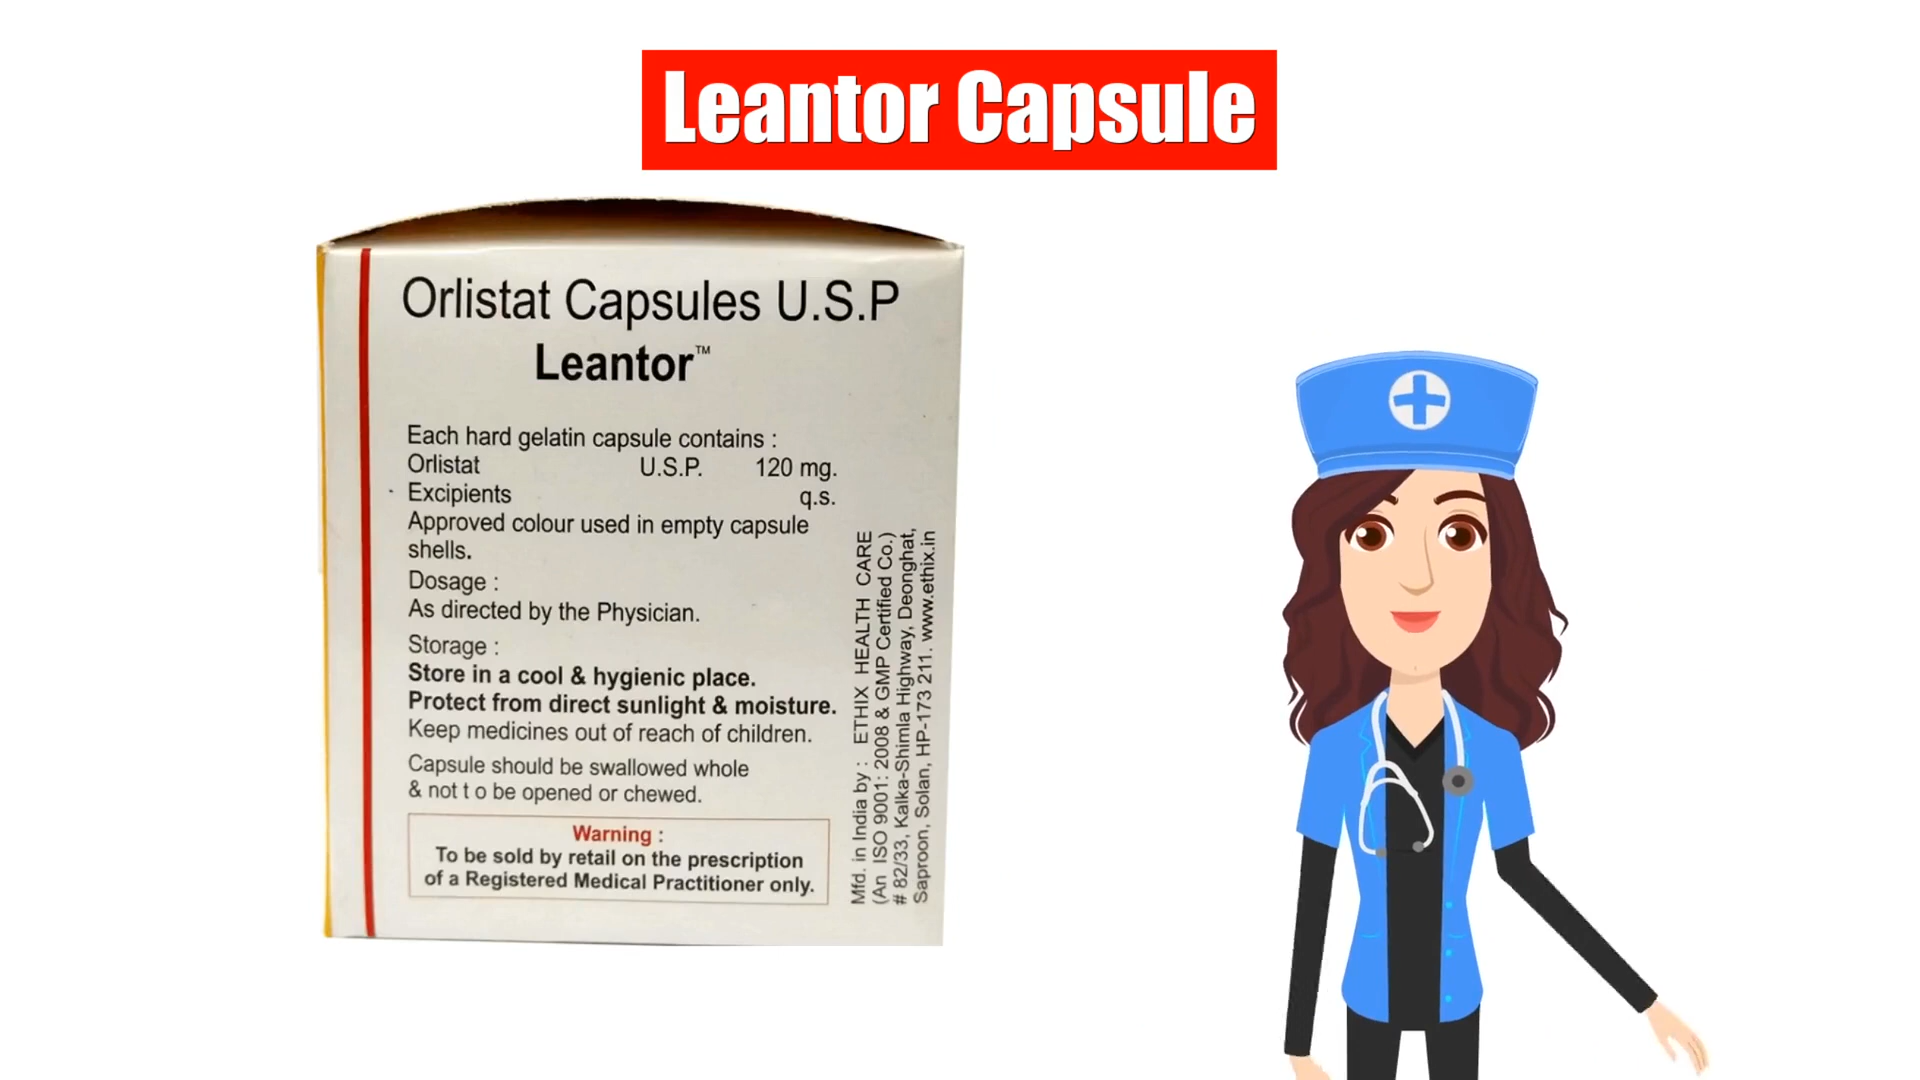 Leantor Capsule
Orlistat Capsules U.S.P
Leantor™
Each hard gelatin capsule contains :
Orlistat U.S.P. 120 mg.
Excipients q.s.
Approved colour used in empty capsule
shells.
Dosage :
As directed by the Physician.
Storage :
Store in a cool & hygienic place.
Protect from direct sunlight & moisture.
Keep medicines out of reach of children.
Capsule should be swallowed whole
& not t o be opened or chewed.
Warning :
To be sold by retail on the prescription
of a Registered Medical Practitioner only.
Mfd. in India by : ETHIX HEALTH CARE
(An ISO 9001: 2008 & GMP Certified Co.)
# 82/33, Kalka-Shimla Highway, Deonghat,
Saproon, Solan, HP-173 211. www.ethix.in